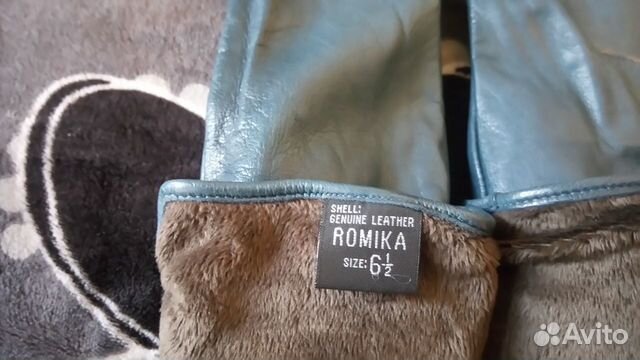 SHELL:
GENUINE LEATHER
ROMIKA
SIZE: 6½
Avito